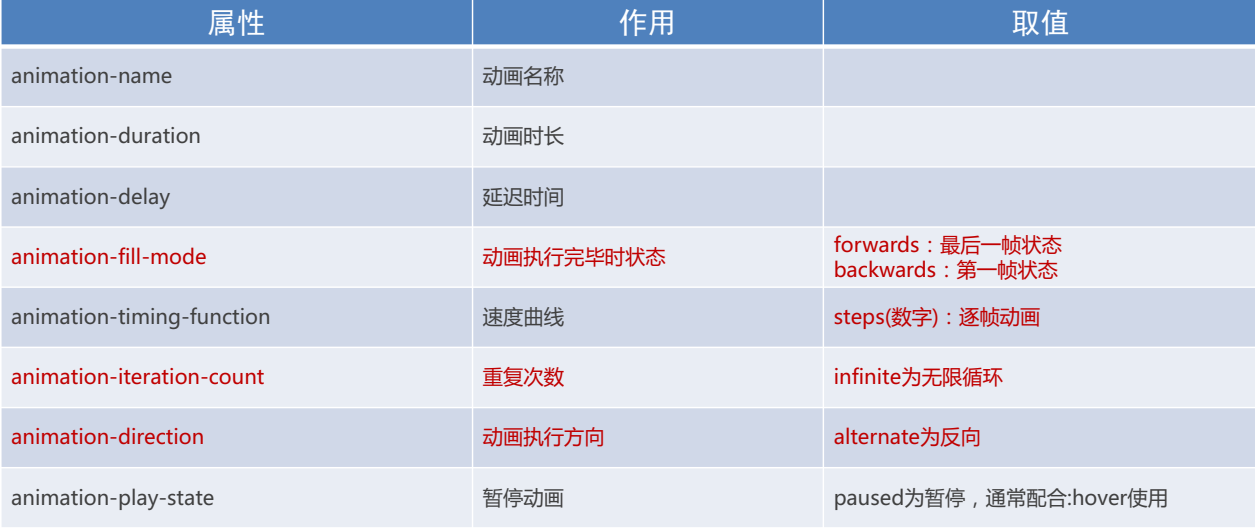 属性 作用 取值
animation-name 动画名称
animation-duration 动画时长
animation-delay 延迟时间
animation-fill-mode 动画执行完毕时状态 forwards：最后一帧状态
backwards：第一帧状态
animation-timing-function 速度曲线 steps(数字)：逐帧动画
animation-iteration-count 重复次数 infinite为无限循环
animation-direction 动画执行方向 alternate为反向
animation-play-state 暂停动画 paused为暂停，通常配合:hover使用